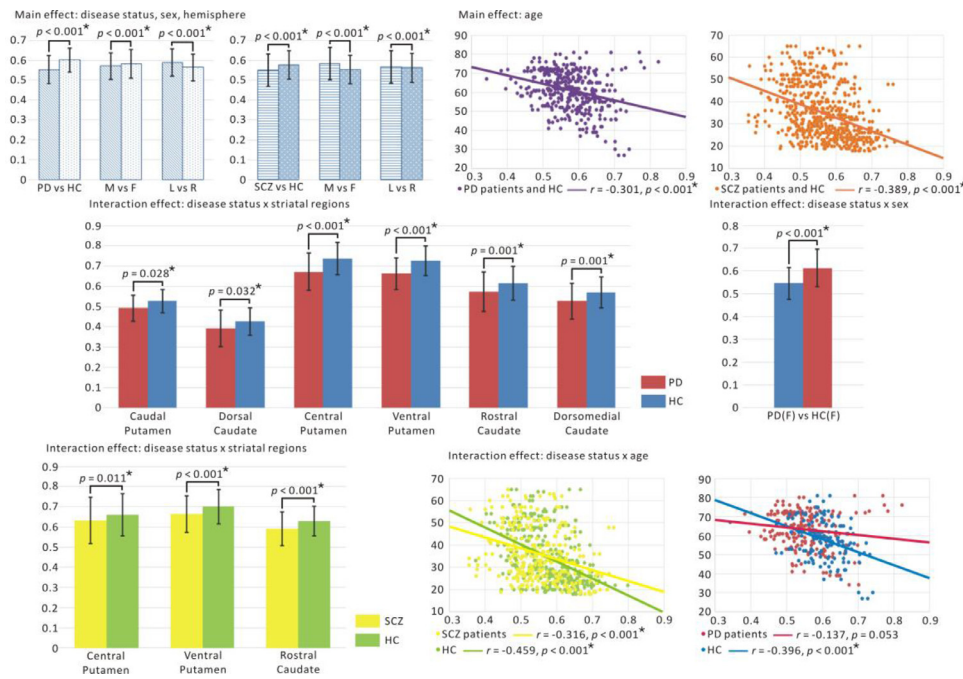 Main effect: disease status, sex, hemisphere
p < 0.001* p < 0.001* p < 0.001*
p < 0.001* p < 0.001* p < 0.001*
0.7
0.6
0.5
0.4
0.3
0.2
0.1
0
PD vs HC M vs F L vs R
0.7
0.6
0.5
0.4
0.3
0.2
0.1
0
SCZ vs HC M vs F L vs R
Main effect: age
90
80
70
60
50
40
30
20
0.3 0.4 0.5 0.6 0.7 0.8 0.9
PD patients and HC r = -0.301, p < 0.001*
70
60
50
40
30
20
10
0.3 0.4 0.5 0.6 0.7 0.8 0.9
SCZ patients and HC r = -0.389, p < 0.001*
Interaction effect: disease status x striatal regions
0.9
0.8
0.7
0.6
0.5
0.4
0.3
0.2
0.1
0
p = 0.028*
p = 0.032*
p < 0.001*
p < 0.001*
p = 0.001*
p = 0.001*
Caudal Putamen
Dorsal Caudate
Central Putamen
Ventral Putamen
Rostral Caudate
Dorsomedial Caudate
PD
HC
Interaction effect: disease status x sex
0.8
0.7
0.6
0.5
0.4
0.3
0.2
0.1
0
p < 0.001*
PD(F) vs HC(F)
Interaction effect: disease status x striatal regions
0.9
0.8
0.7
0.6
0.5
0.4
0.3
0.2
0.1
0
p = 0.011*
p < 0.001*
p < 0.001*
Central Putamen
Ventral Putamen
Rostral Caudate
SCZ
HC
Interaction effect: disease status x age
70
60
50
40
30
20
10
0.3 0.4 0.5 0.6 0.7 0.8 0.9
SCZ patients r = -0.316, p < 0.001*
HC r = -0.459, p < 0.001*
90
80
70
60
50
40
30
20
0.3 0.4 0.5 0.6 0.7 0.8 0.9
PD patients r = -0.137, p = 0.053
HC r = -0.396, p < 0.001*